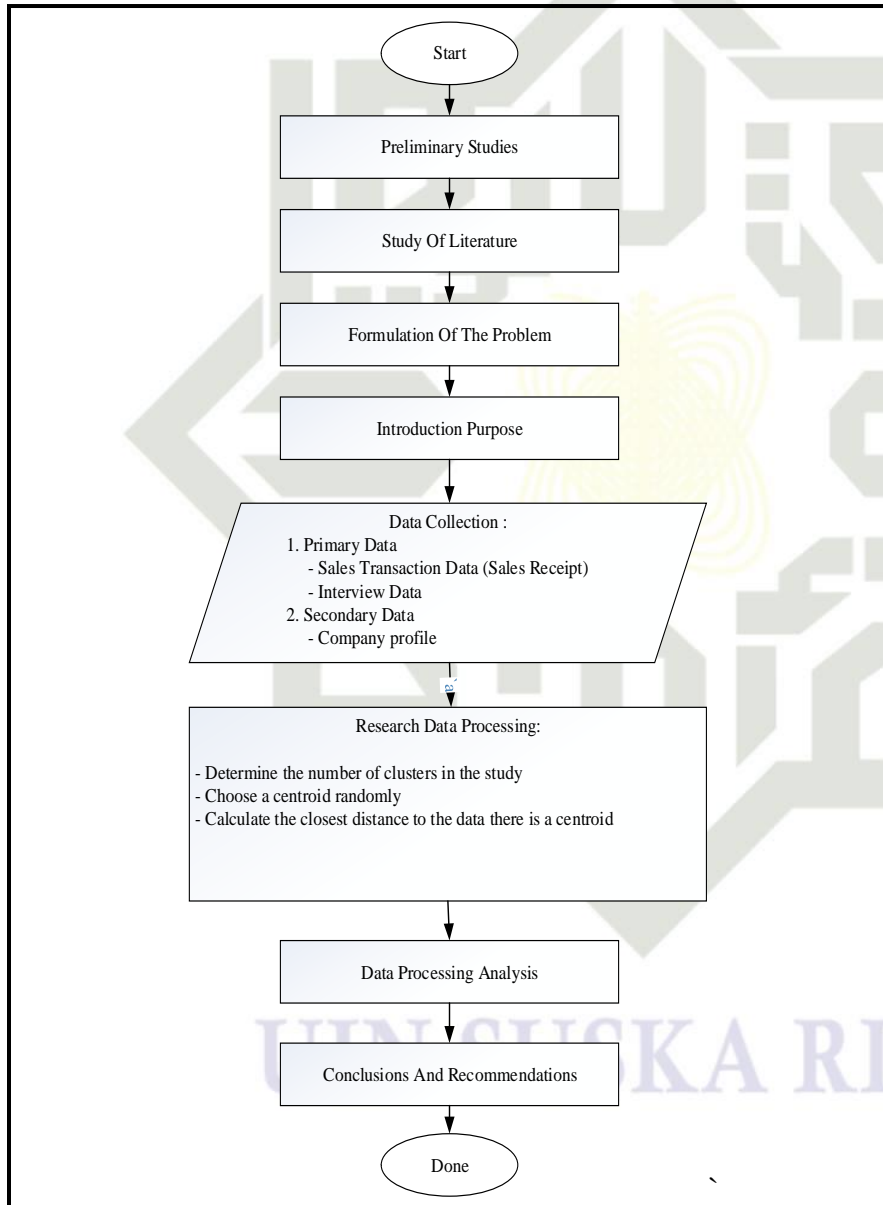 Start
Preliminary Studies
Study Of Literature
Formulation Of The Problem
Introduction Purpose
Data Collection :
1. Primary Data
- Sales Transaction Data (Sales Receipt)
- Interview Data
2. Secondary Data
- Company profile
a
Research Data Processing:
- Determine the number of clusters in the study
- Choose a centroid randomly
- Calculate the closest distance to the data there is a centroid
Data Processing Analysis
UIN SUSKA RI
Conclusions And Recommendations
Done
`